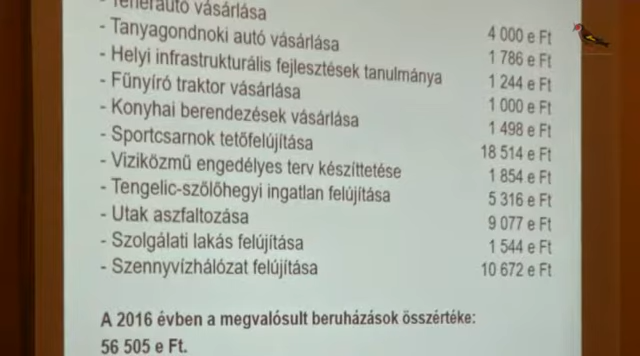 - Teherautó vásárlása 4 000 e Ft
- Tanyagondnoki autó vásárlása 1 786 e Ft
- Helyi infrastrukturális fejlesztések tanulmánya 1 244 e Ft
- Fűnyíró traktor vásárlása 1 000 e Ft
- Konyhai berendezések vásárlása 1 498 e Ft
- Sportcsarnok tetőfelújítása 18 514 e Ft
- Viziközmű engedélyes terv készíttetése 1 854 e Ft
- Tengelic-szőlőhegyi ingatlan felújítása 5 316 e Ft
- Utak aszfaltozása 9 077 e Ft
- Szolgálati lakás felújítása 1 544 e Ft
- Szennyvízhálózat felújítása 10 672 e Ft
A 2016 évben a megvalósult beruházások összértéke:
56 505 e Ft.